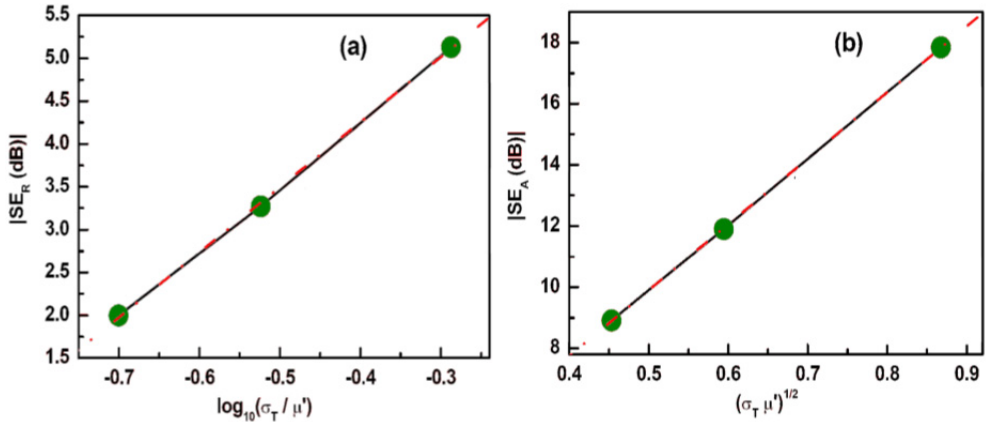 (a)
|SE_R (dB)|
5.5
5.0
4.5
4.0
3.5
3.0
2.5
2.0
1.5
-0.7 -0.6 -0.5 -0.4 -0.3
log₁₀(σ_T / μ')
(b)
|SE_A (dB)|
18
16
14
12
10
8
0.4 0.5 0.6 0.7 0.8 0.9
(σ_T μ')^1/2